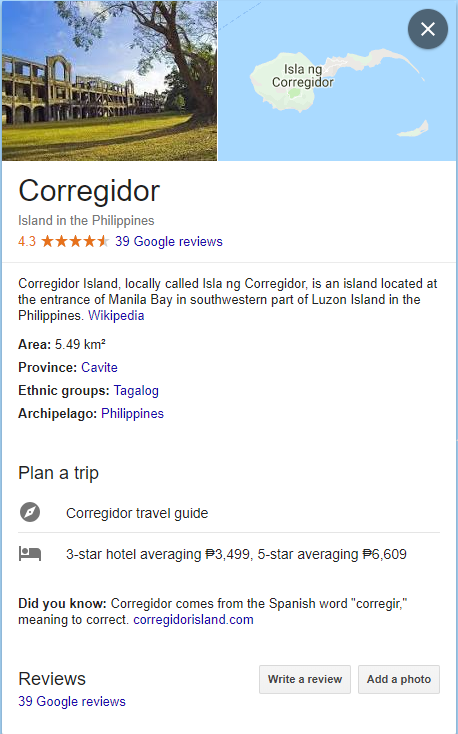 Isla ng
Corregidor
Corregidor
Island in the Philippines
4.3 39 Google reviews
Corregidor Island, locally called Isla ng Corregidor, is an island located at
the entrance of Manila Bay in southwestern part of Luzon Island in the
Philippines. Wikipedia
Area: 5.49 km²
Province: Cavite
Ethnic groups: Tagalog
Archipelago: Philippines
Plan a trip
Corregidor travel guide
3-star hotel averaging ₱3,499, 5-star averaging ₱6,609
Did you know: Corregidor comes from the Spanish word "corregir,"
meaning to correct. corregidorisland.com
Reviews Write a review Add a photo
39 Google reviews